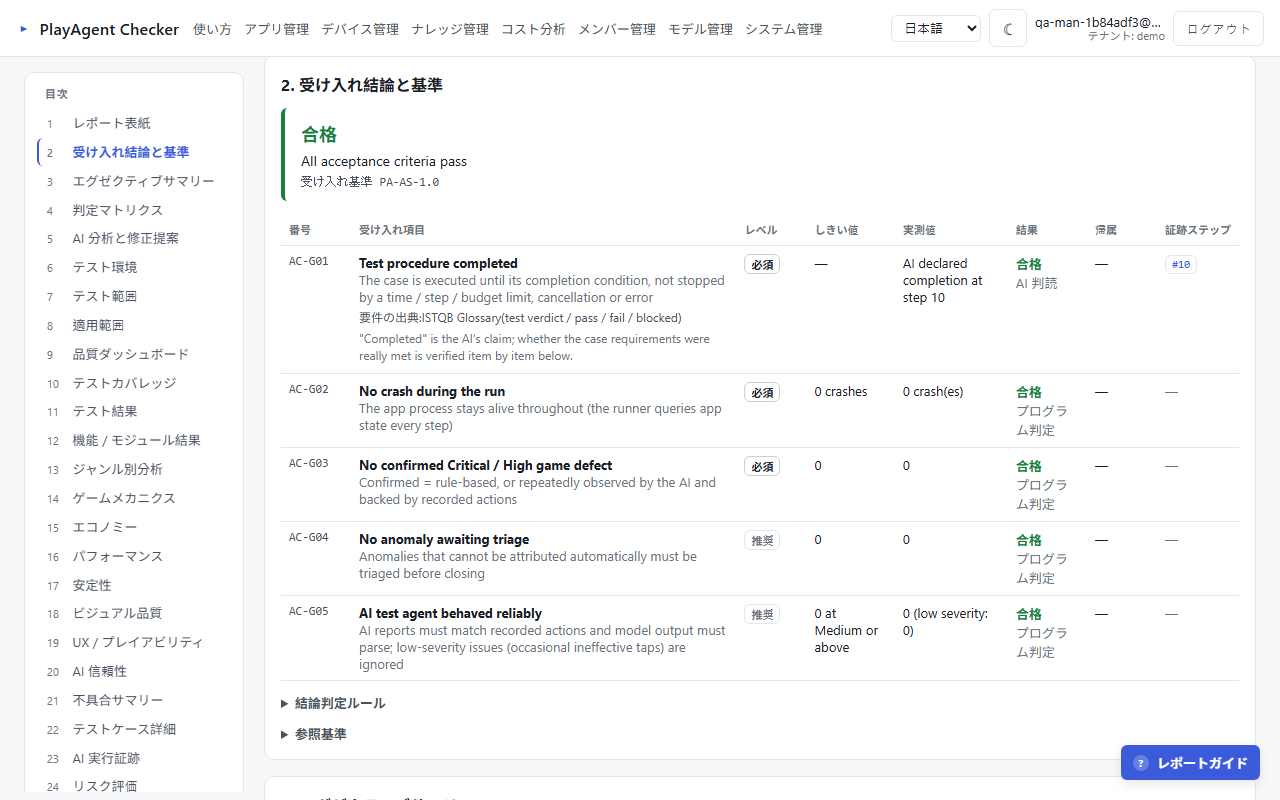 PlayAgent Checker 使い方 アプリ管理 デバイス管理 ナレッジ管理 コスト分析 メンバー管理 モデル管理 システム管理
日本語
qa-man-1b84adf3@...
テナント: demo
ログアウト
目次
1 レポート表紙
2 受け入れ結論と基準
3 エグゼクティブサマリー
4 判定マトリクス
5 AI 分析と修正提案
6 テスト環境
7 テスト範囲
8 適用範囲
9 品質ダッシュボード
10 テストカバレッジ
11 テスト結果
12 機能 / モジュール結果
13 ジャンル別分析
14 ゲームメカニクス
15 エコノミー
16 パフォーマンス
17 安定性
18 ビジュアル品質
19 UX / プレイアビリティ
20 AI 信頼性
21 不具合サマリー
22 テストケース詳細
23 AI 実行証跡
24 リスク評価
2. 受け入れ結論と基準
合格
All acceptance criteria pass
受け入れ基準 PA-AS-1.0
番号 受け入れ項目 レベル しきい値 実測値 結果 帰属 証跡ステップ
AC-G01 Test procedure completed 必須 — AI declared 合格 — #10
The case is executed until its completion condition, not stopped completion at AI 判読
by a time / step / budget limit, cancellation or error step 10
要件の出典:ISTQB Glossary(test verdict / pass / fail / blocked)
"Completed" is the AI's claim; whether the case requirements were
really met is verified item by item below.
AC-G02 No crash during the run 必須 0 crashes 0 crash(es) 合格 — —
The app process stays alive throughout (the runner queries app プログラ
state every step) ム判定
AC-G03 No confirmed Critical / High game defect 必須 0 0 合格 — —
Confirmed = rule-based, or repeatedly observed by the AI and プログラ
backed by recorded actions ム判定
AC-G04 No anomaly awaiting triage 推奨 0 0 合格 — —
Anomalies that cannot be attributed automatically must be プログラ
triaged before closing ム判定
AC-G05 AI test agent behaved reliably 推奨 0 at 0 (low severity: 合格 — —
AI reports must match recorded actions and model output must Medium or 0) プログラ
parse; low-severity issues (occasional ineffective taps) are above ム判定
ignored
結論判定ルール
参照基準
? レポートガイド